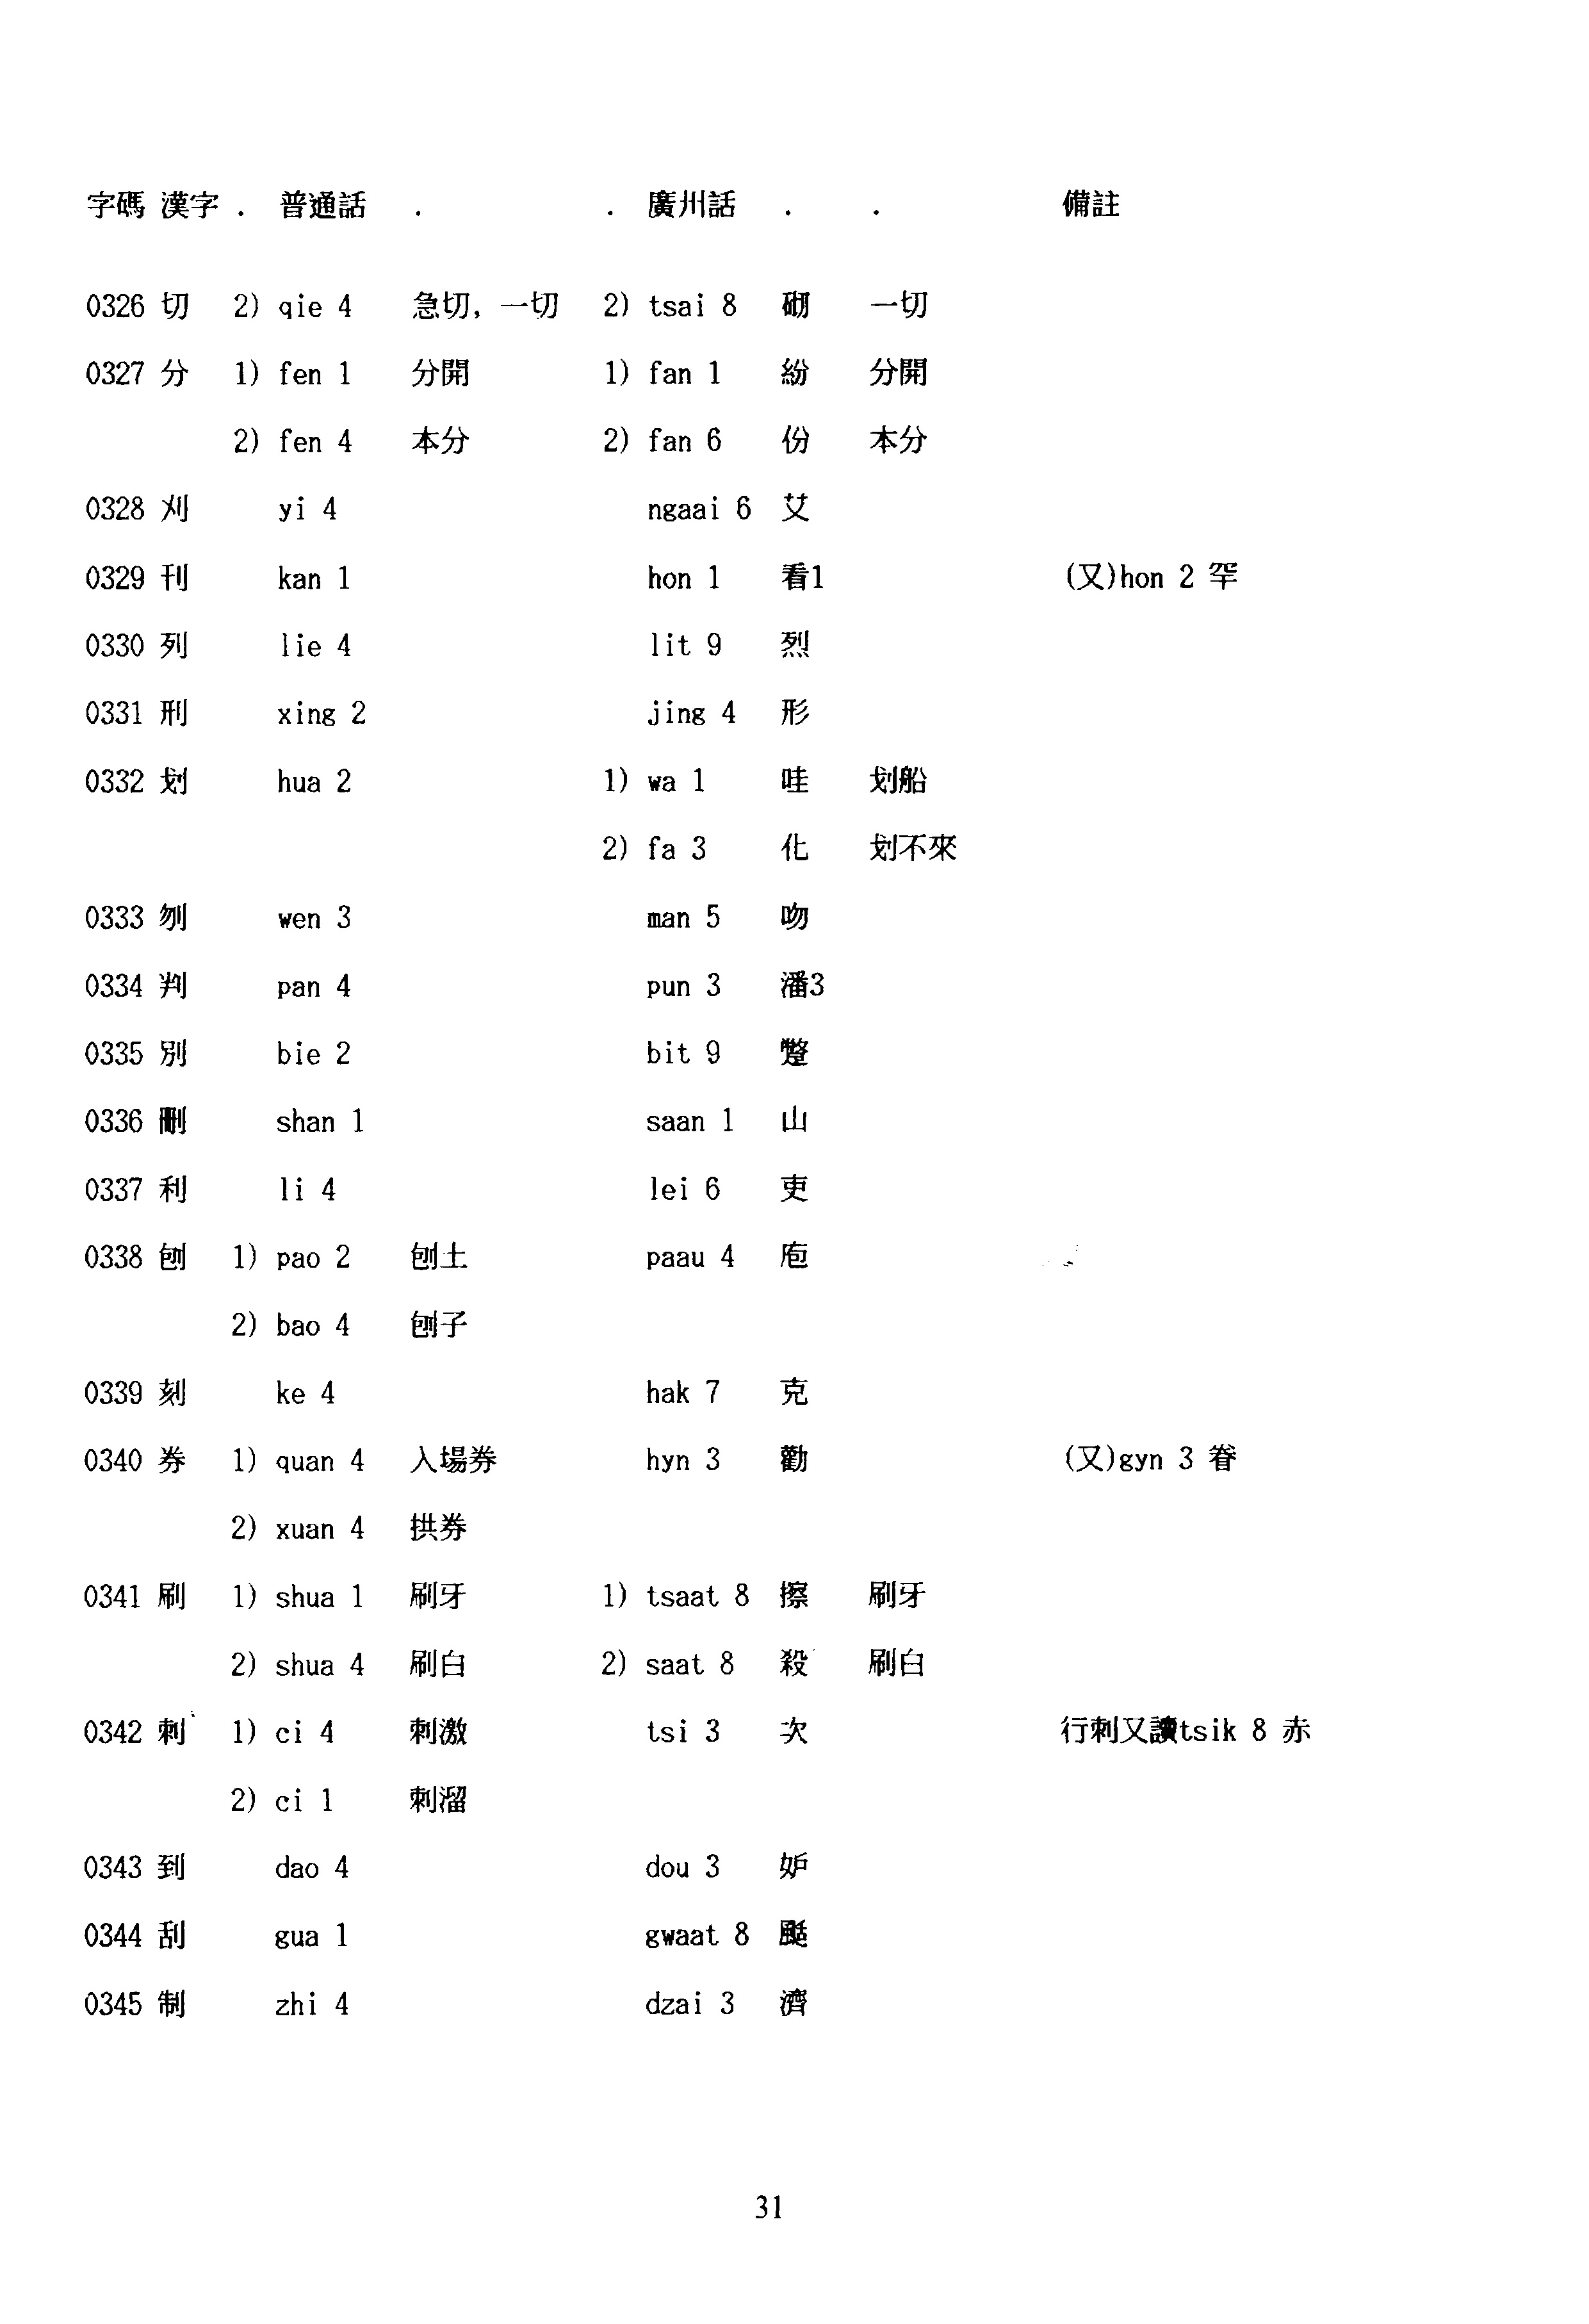 字碼 漢字 . 普通話 . . 廣州話 . . 備註
0326 切 2) qie 4 急切, 一切 2) tsai 8 砌 一切
0327 分 1) fen 1 分開 1) fan 1 紛 分開
2) fen 4 本分 2) fan 6 份 本分
0328 刈 yi 4 ngaai 6 艾
0329 刊 kan 1 hon 1 看1 (又)hon 2 罕
0330 列 lie 4 lit 9 烈
0331 刑 xing 2 jing 4 形
0332 划 hua 2 1) wa 1 哇 划船
2) fa 3 化 划不來
0333 刎 wen 3 man 5 吻
0334 判 pan 4 pun 3 潘3
0335 別 bie 2 bit 9 蹩
0336 刪 shan 1 saan 1 山
0337 利 li 4 lei 6 吏
0338 刨 1) pao 2 刨土 paau 4 庖
2) bao 4 刨子
0339 刻 ke 4 hak 7 克
0340 券 1) quan 4 入場券 hyn 3 勸 (又)gyn 3 眷
2) xuan 4 拱券
0341 刷 1) shua 1 刷牙 1) tsaat 8 擦 刷牙
2) shua 4 刷白 2) saat 8 殺 刷白
0342 刺 1) ci 4 刺激 tsi 3 次 行刺又讀tsik 8 赤
2) ci 1 刺溜
0343 到 dao 4 dou 3 妒
0344 刮 gua 1 gwaat 8 颳
0345 制 zhi 4 dzai 3 濟
31